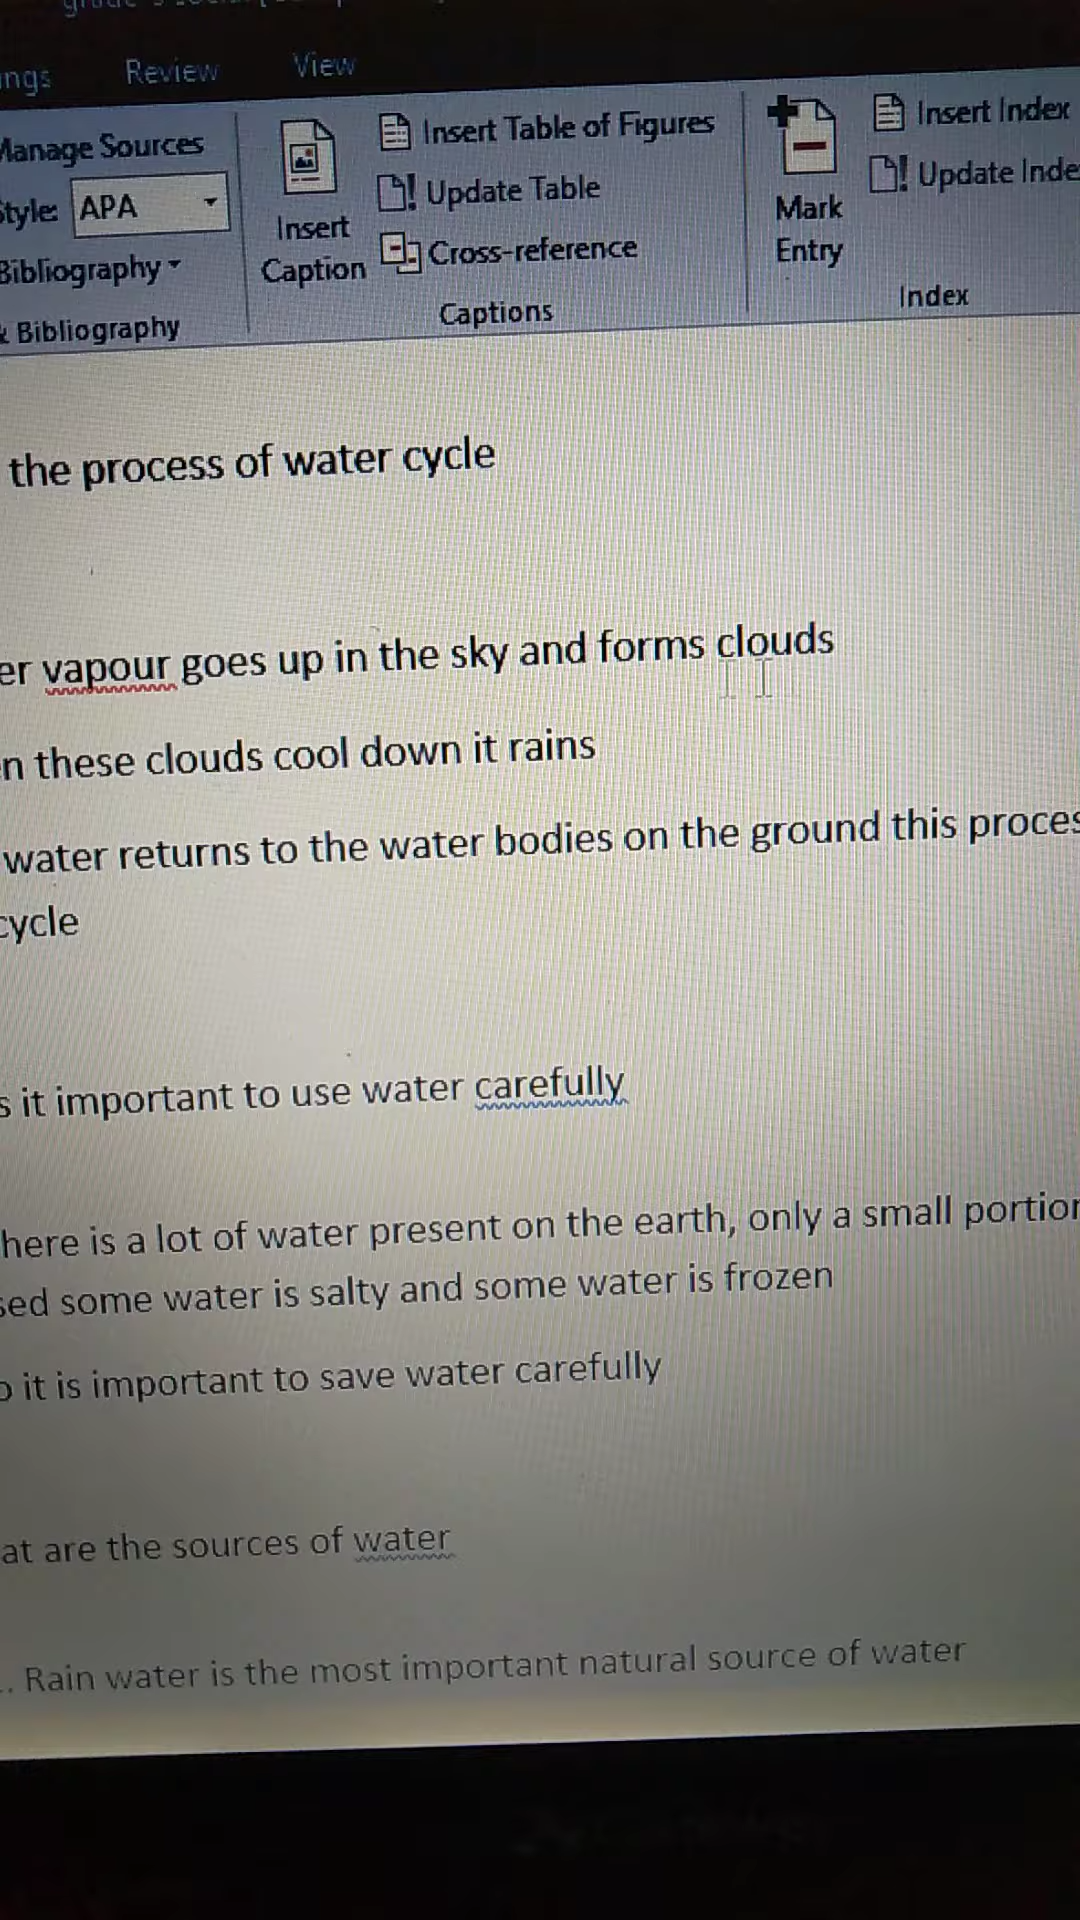 Review View
Manage Sources
Style: APA
Bibliography
& Bibliography
Insert Caption
Insert Table of Figures
Update Table
Cross-reference
Captions
Mark Entry
Insert Index
Update Inde
Index
the process of water cycle
er vapour goes up in the sky and forms clouds
en these clouds cool down it rains
water returns to the water bodies on the ground this proces
cycle
s it important to use water carefully
here is a lot of water present on the earth, only a small portion
sed some water is salty and some water is frozen
o it is important to save water carefully
at are the sources of water
. Rain water is the most important natural source of water